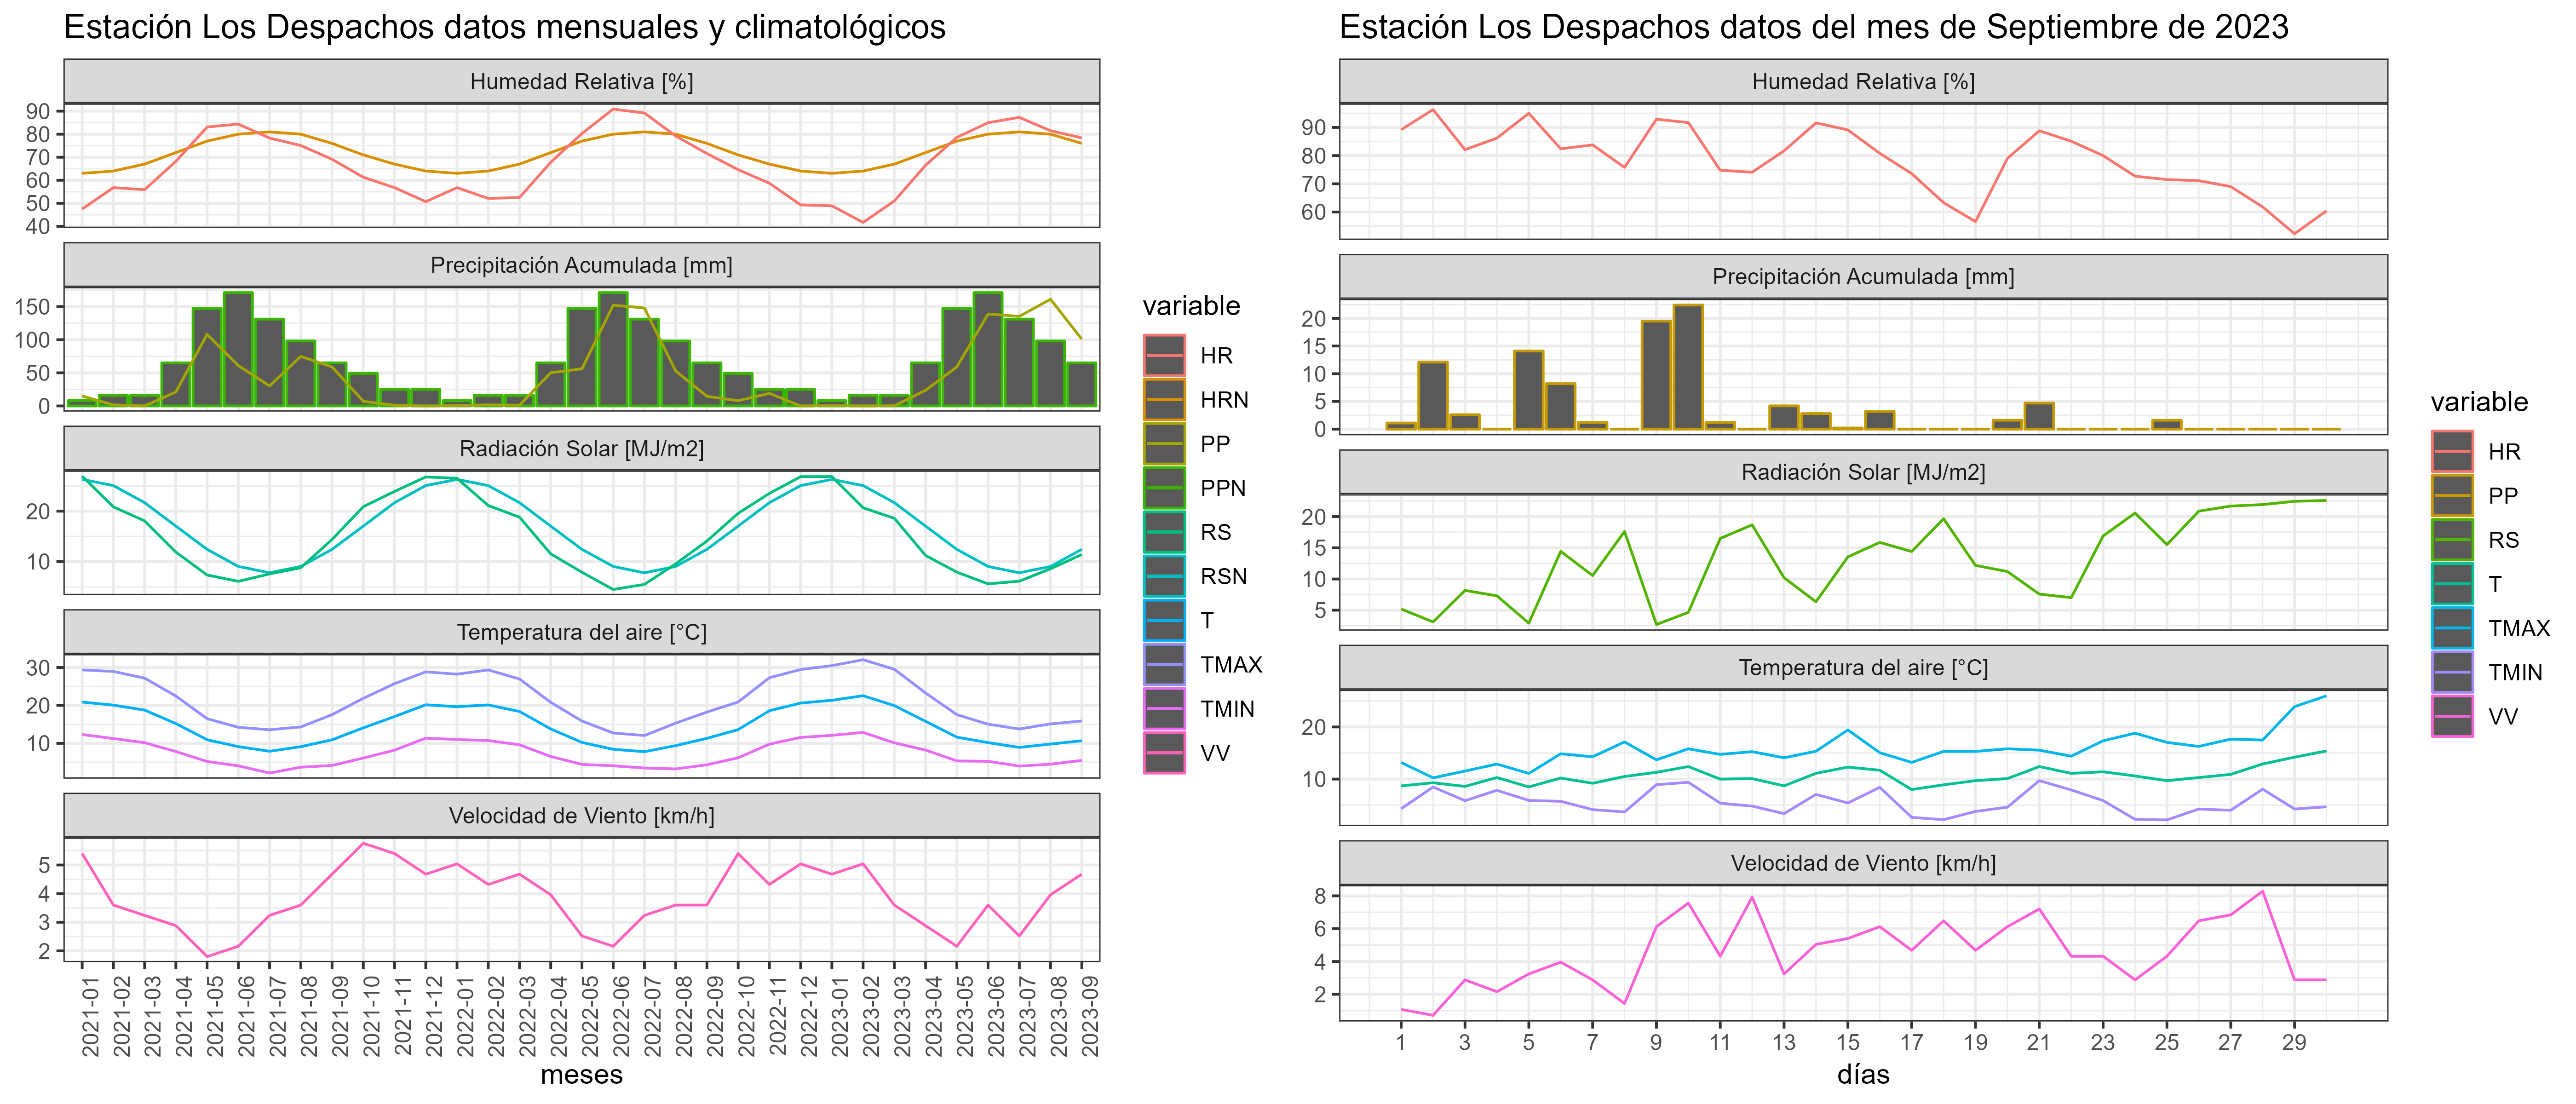 Estación Los Despachos datos mensuales y climatológicos
Humedad Relativa [%]
90
80
70
60
50
40
Precipitación Acumulada [mm]
150
100
50
0
Radiación Solar [MJ/m2]
20
10
Temperatura del aire [°C]
30
20
10
Velocidad de Viento [km/h]
5
4
3
2
2021-01
2021-02
2021-03
2021-04
2021-05
2021-06
2021-07
2021-08
2021-09
2021-10
2021-11
2021-12
2022-01
2022-02
2022-03
2022-04
2022-05
2022-06
2022-07
2022-08
2022-09
2022-10
2022-11
2022-12
2023-01
2023-02
2023-03
2023-04
2023-05
2023-06
2023-07
2023-08
2023-09
meses
variable
HR
HRN
PP
PPN
RS
RSN
T
TMAX
TMIN
VV
Estación Los Despachos datos del mes de Septiembre de 2023
Humedad Relativa [%]
90
80
70
60
Precipitación Acumulada [mm]
20
15
10
5
0
Radiación Solar [MJ/m2]
20
15
10
5
Temperatura del aire [°C]
20
10
Velocidad de Viento [km/h]
8
6
4
2
1 3 5 7 9 11 13 15 17 19 21 23 25 27 29
días
variable
HR
PP
RS
T
TMAX
TMIN
VV